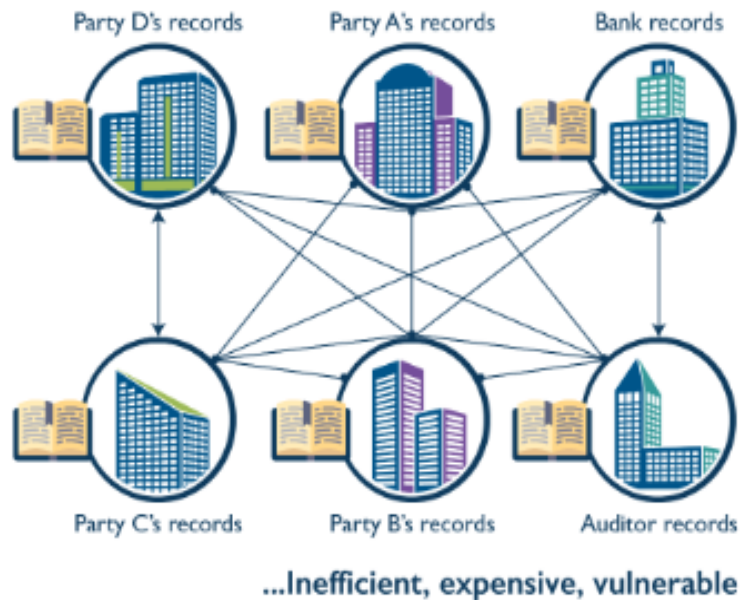 Party D's records
Party A's records
Bank records
Party C's records
Party B's records
Auditor records
...Inefficient, expensive, vulnerable